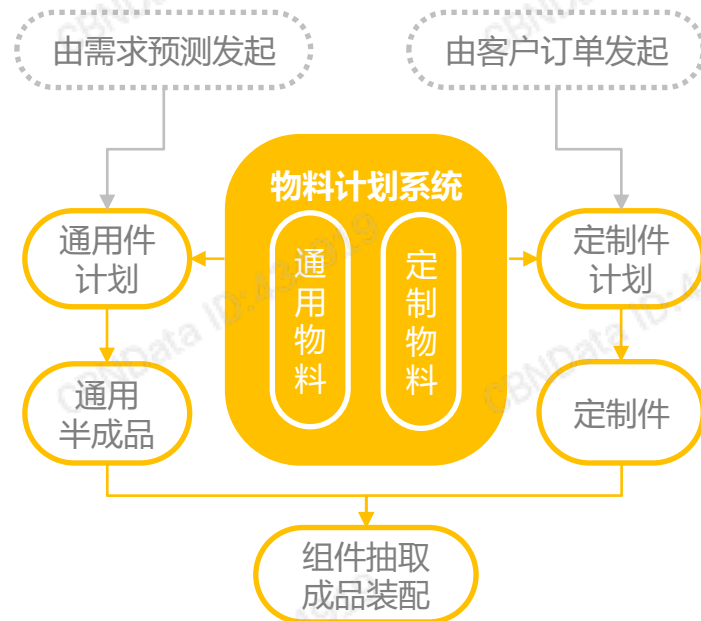 由需求预测发起
由客户订单发起
物料计划系统
通用物料
定制物料
通用件
计划
定制件
计划
通用
半成品
定制件
组件抽取
成品装配